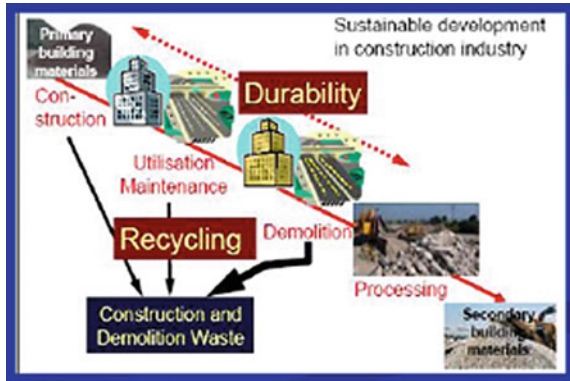 Sustainable development
in construction industry
Primary
building
materials
Con-
struction
Durability
Utilisation
Maintenance
Recycling
Demolition
Processing
Construction and
Demolition Waste
Secondary
building
materials